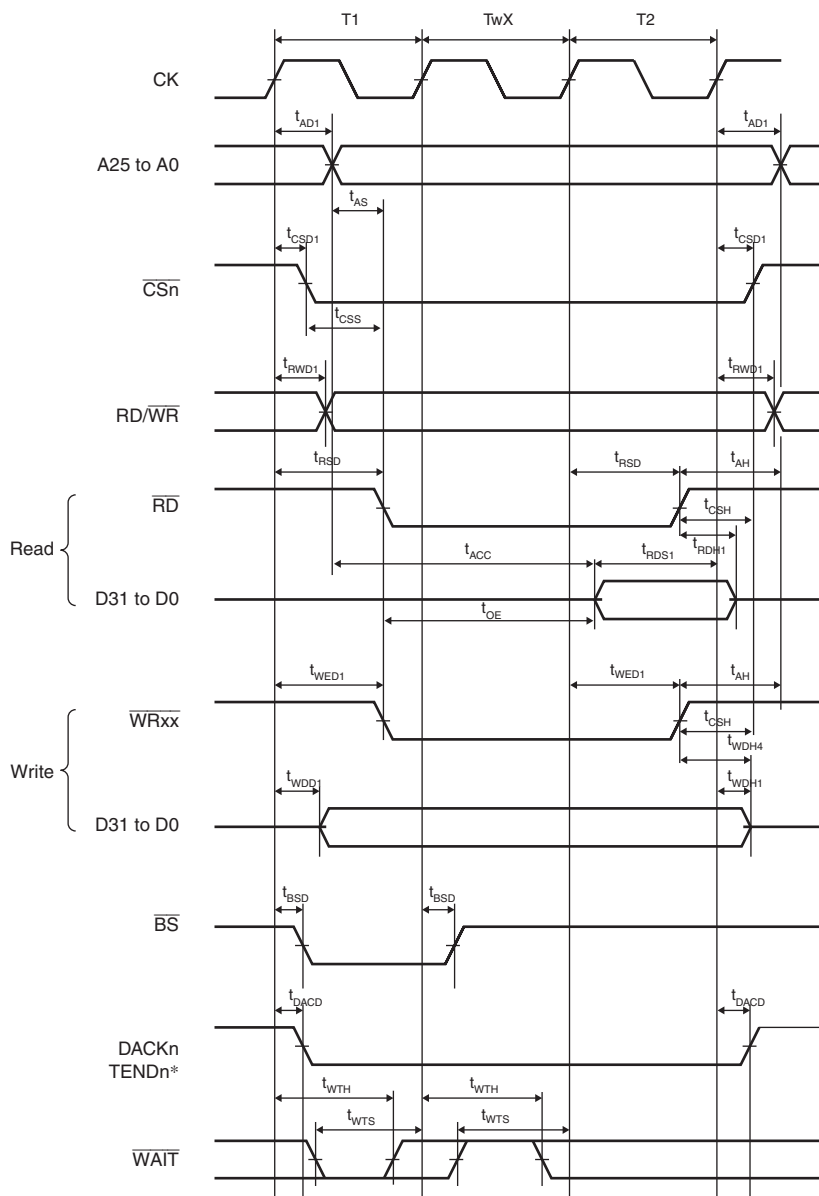 T1 TwX T2
CK
tAD1 tAD1
A25 to A0
tAS
tCSD1 tCSD1
CSn
tCSS
tRWD1 tRWD1
RD/WR
tRSD tRSD tAH
RD
tCSH
Read
tACC tRDS1 tRDH1
D31 to D0
tOE
tWED1 tWED1 tAH
WRxx
tCSH
tWDH4
Write
tWDD1 tWDH1
D31 to D0
tBSD tBSD
BS
tDACD tDACD
DACKn
TENDn*
tWTH tWTH
tWTS tWTS
WAIT